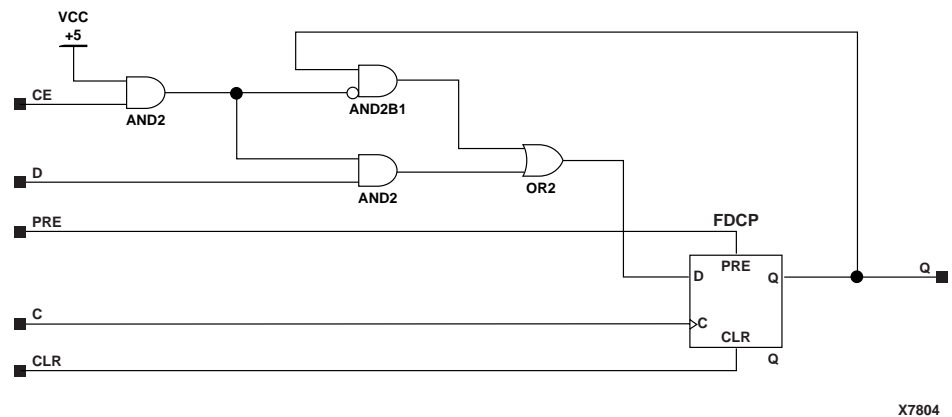 VCC
+5
CE
AND2
AND2B1
D
AND2
OR2
PRE
FDCP
PRE
D
Q
Q
C
C
CLR
CLR
Q
X7804